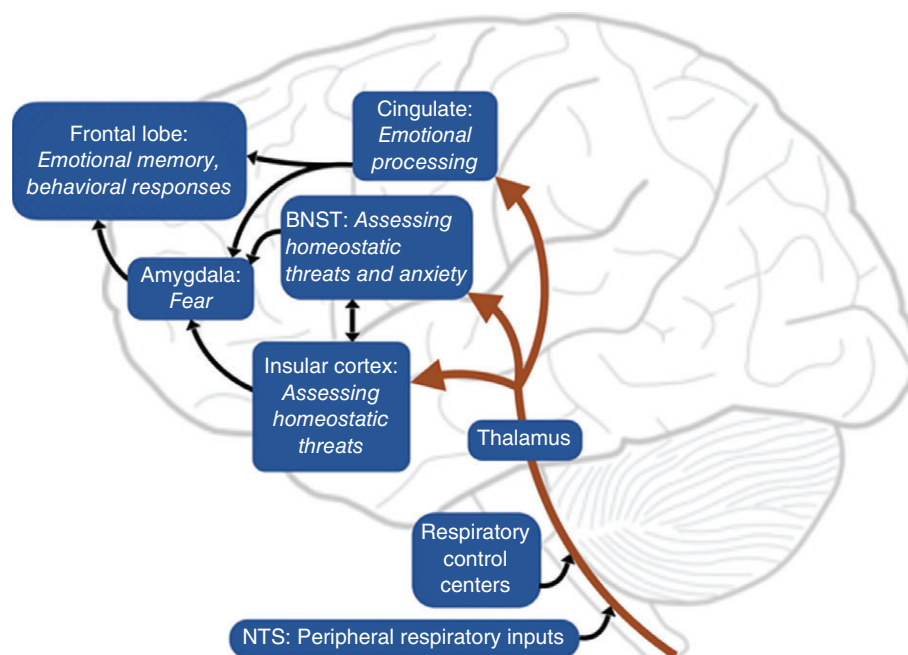 Frontal lobe:
Emotional memory,
behavioral responses
Cingulate:
Emotional
processing
BNST: Assessing
homeostatic
threats and anxiety
Amygdala:
Fear
Insular cortex:
Assessing
homeostatic
threats
Thalamus
Respiratory
control
centers
NTS: Peripheral respiratory inputs